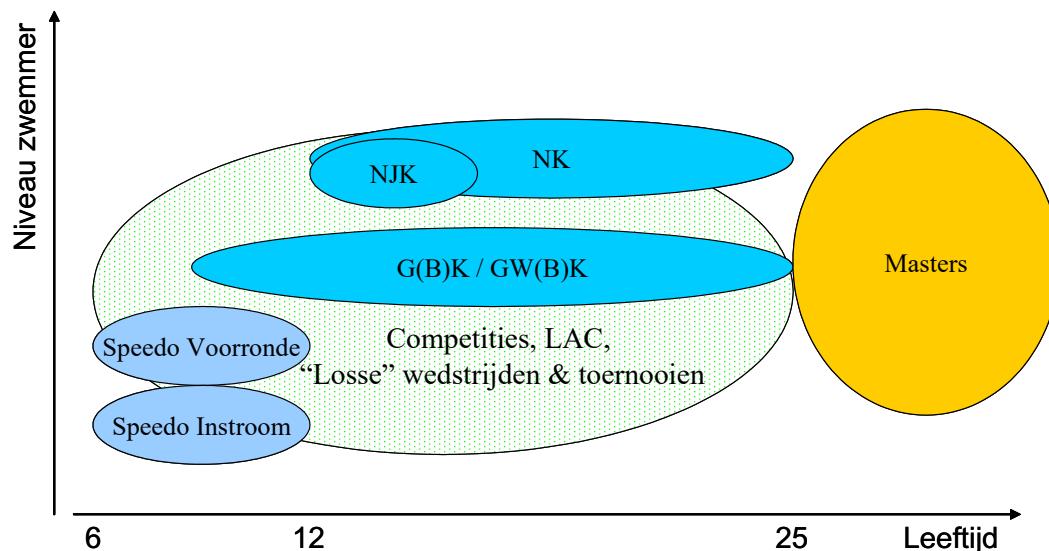 Niveau zwemmer
NK
NJK
G(B)K / GW(B)K
Masters
Speedo Voorronde
Competities, LAC,
“Losse” wedstrijden & toernooien
Speedo Instroom
6
12
25
Leeftijd